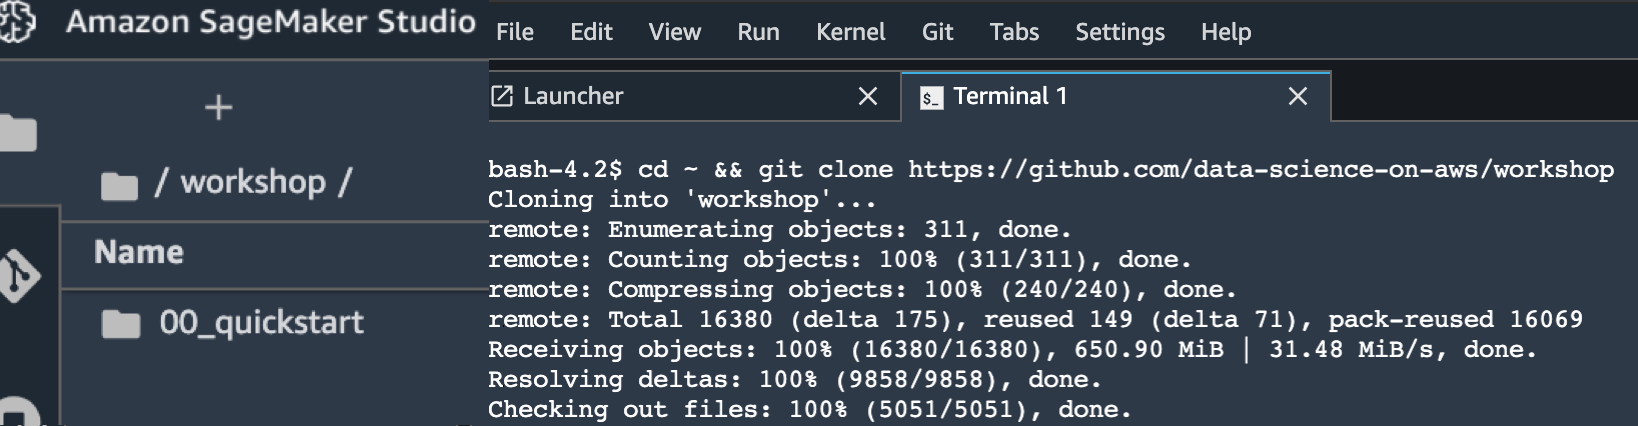 Amazon SageMaker Studio
File Edit View Run Kernel Git Tabs Settings Help
+
/ workshop /
Name
00_quickstart
Launcher
$_ Terminal 1
bash-4.2$ cd ~ && git clone https://github.com/data-science-on-aws/workshop
Cloning into 'workshop'...
remote: Enumerating objects: 311, done.
remote: Counting objects: 100% (311/311), done.
remote: Compressing objects: 100% (240/240), done.
remote: Total 16380 (delta 175), reused 149 (delta 71), pack-reused 16069
Receiving objects: 100% (16380/16380), 650.90 MiB | 31.48 MiB/s, done.
Resolving deltas: 100% (9858/9858), done.
Checking out files: 100% (5051/5051), done.